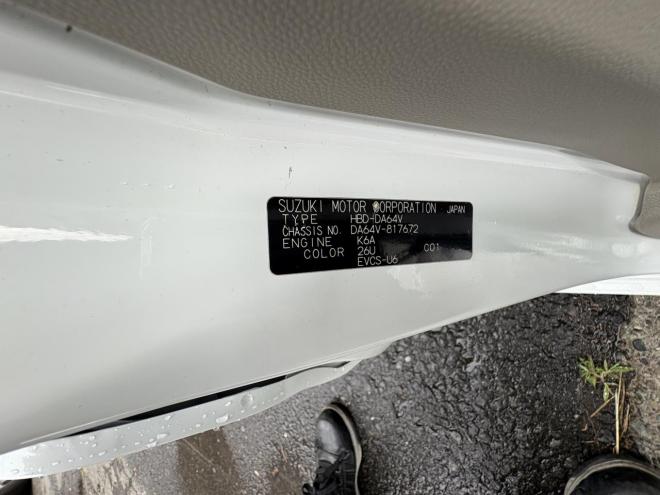 SUZUKI MOTOR CORPORATION JAPAN
TYPE HBD-DA64V
CHASSIS NO. DA64V-817672
ENGINE K6A
COLOR 26U C01
EVCS-U6